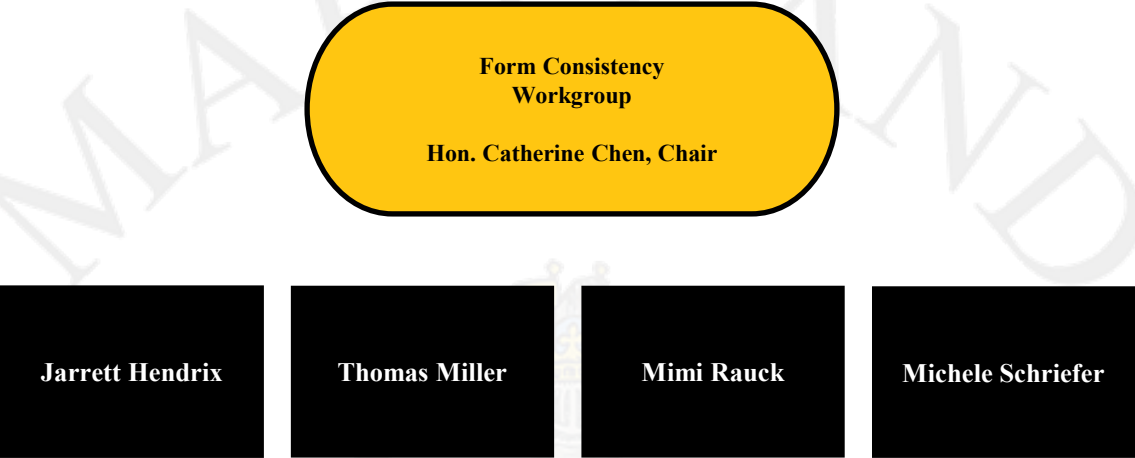 Form Consistency
Workgroup
Hon. Catherine Chen, Chair
Jarrett Hendrix
Thomas Miller
Mimi Rauck
Michele Schriefer